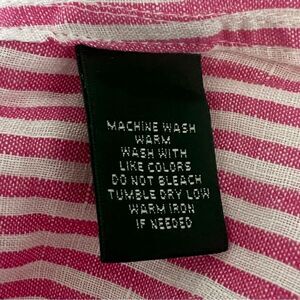 MACHINE WASH
WARM
WASH WITH
LIKE COLORS
DO NOT BLEACH
TUMBLE DRY LOW
WARM IRON
IF NEEDED